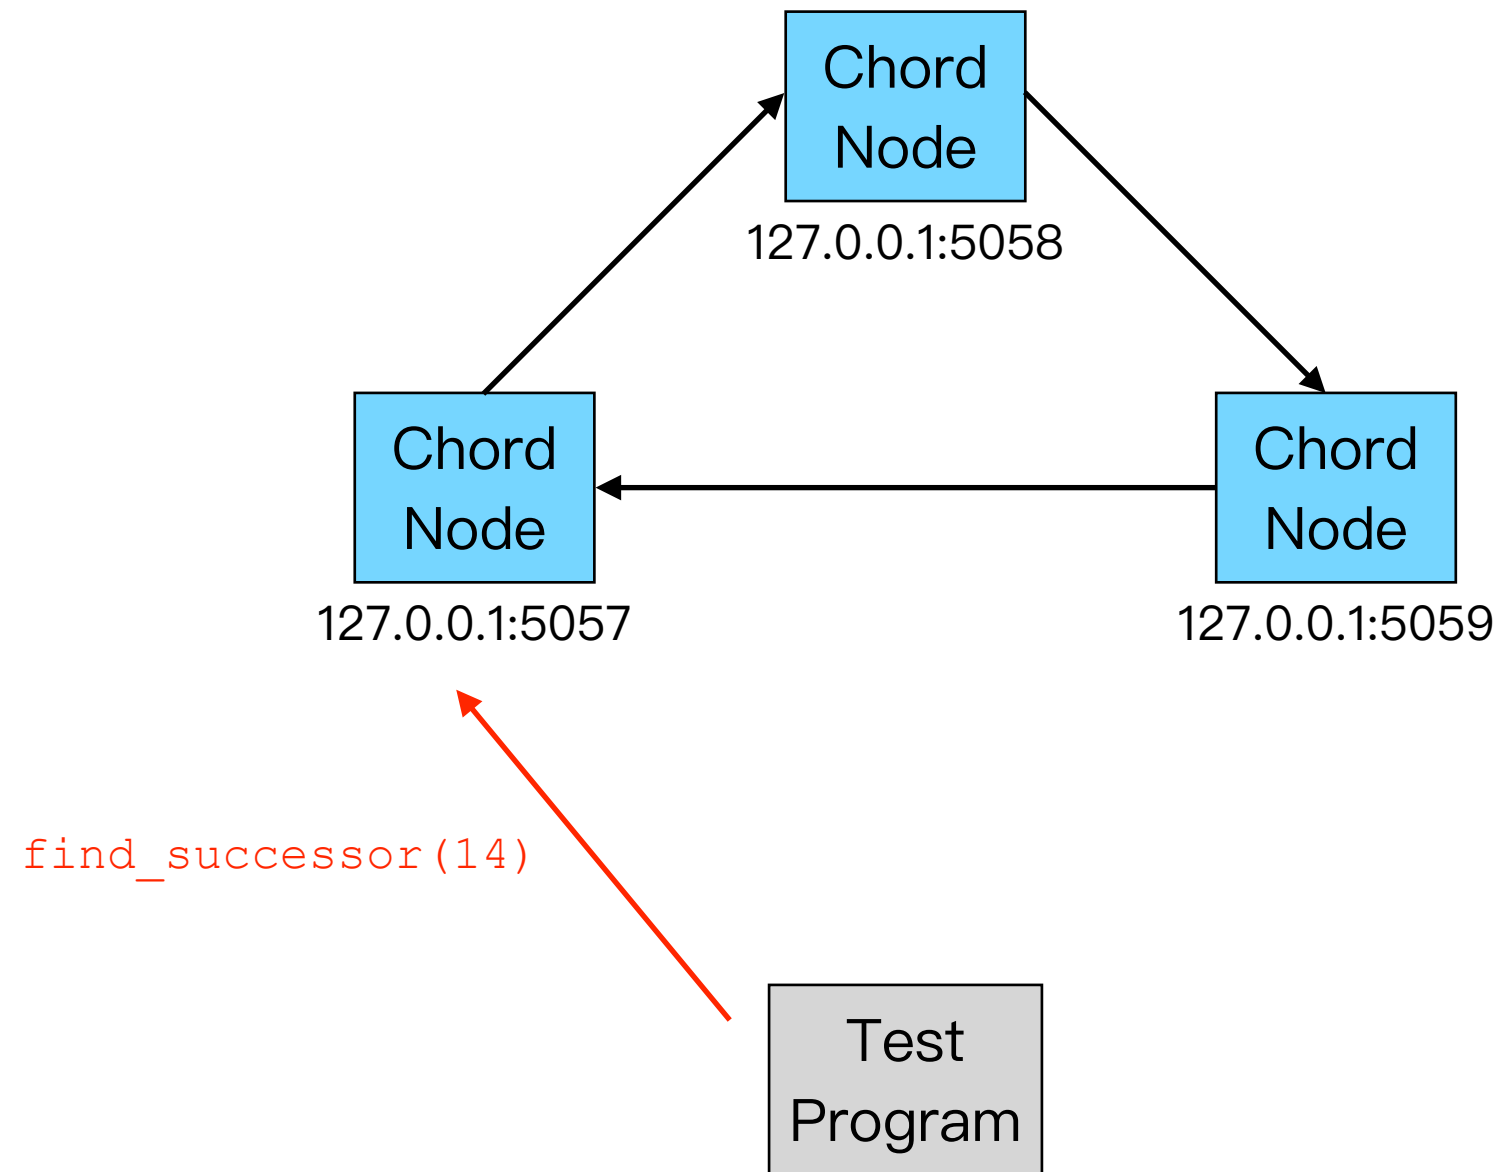 Chord
Node
127.0.0.1:5058
Chord
Node
127.0.0.1:5057
Chord
Node
127.0.0.1:5059
find_successor(14)
Test
Program